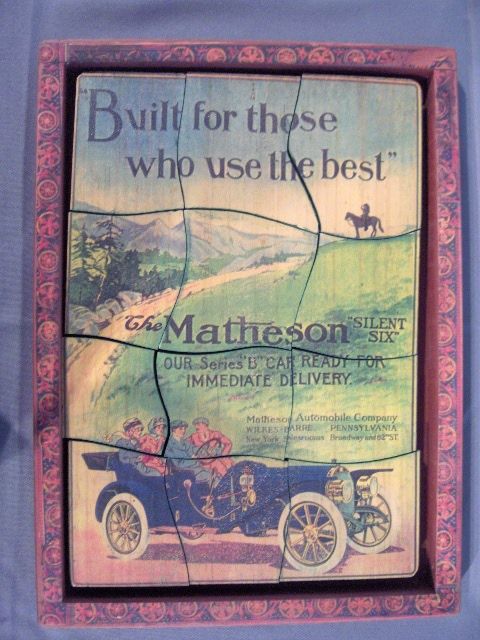 "Built for those
who use the best"
The Matheson "SILENT SIX"
OUR Series "B" CAR READY FOR
IMMEDIATE DELIVERY.
Matheson Automobile Company
WILKES-BARRE, PENNSYLVANIA
New York Salesrooms Broadway and 62ND ST.